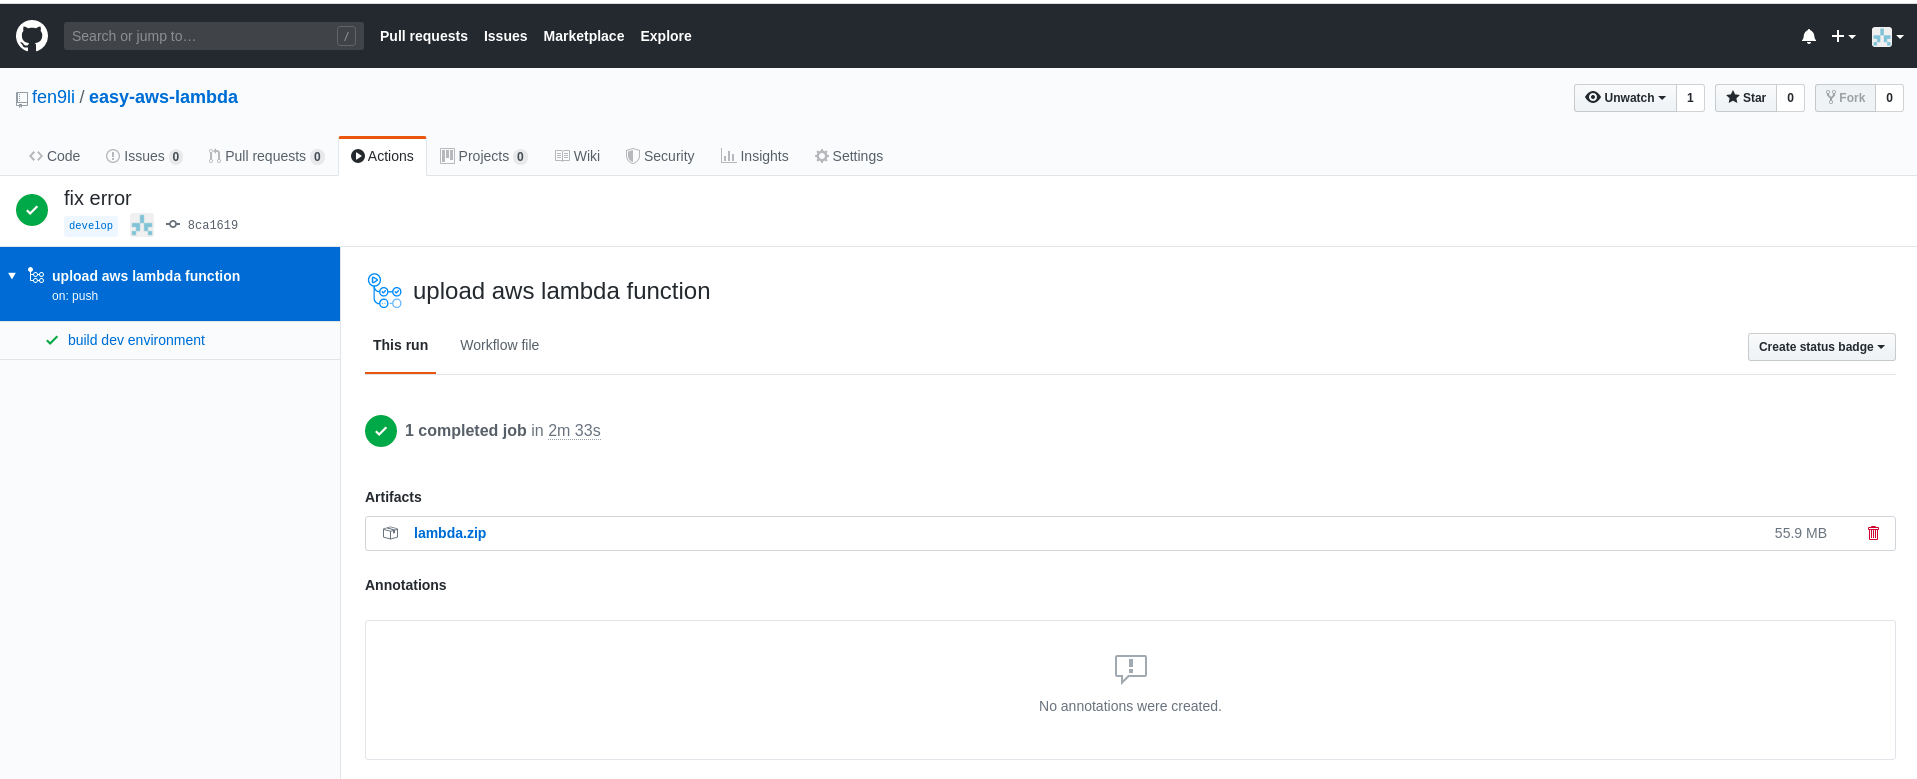 Search or jump to… / Pull requests Issues Marketplace Explore
fen9li / easy-aws-lambda Unwatch 1 Star 0 Fork 0
Code Issues 0 Pull requests 0 Actions Projects 0 Wiki Security Insights Settings
fix error
develop 8ca1619
upload aws lambda function
on: push
build dev environment
upload aws lambda function
This run Workflow file Create status badge
1 completed job in 2m 33s
Artifacts
lambda.zip 55.9 MB
Annotations
No annotations were created.